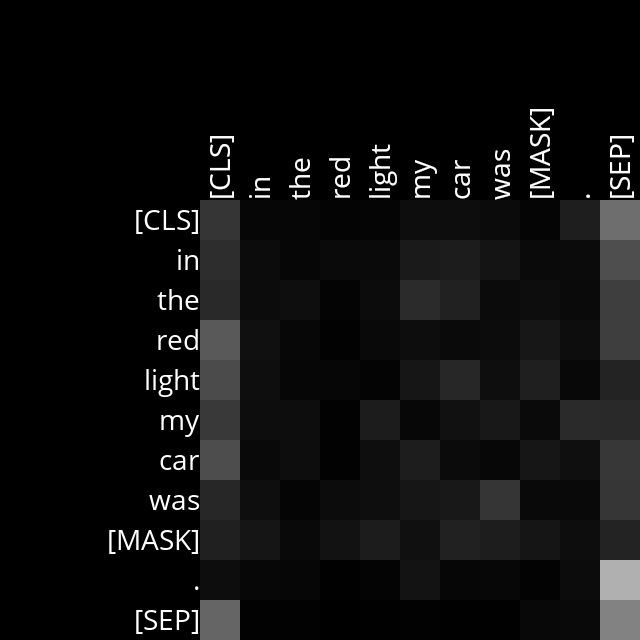 [CLS] in the red light my car was [MASK] . [SEP]
[CLS]
in
the
red
light
my
car
was
[MASK]
.
[SEP]